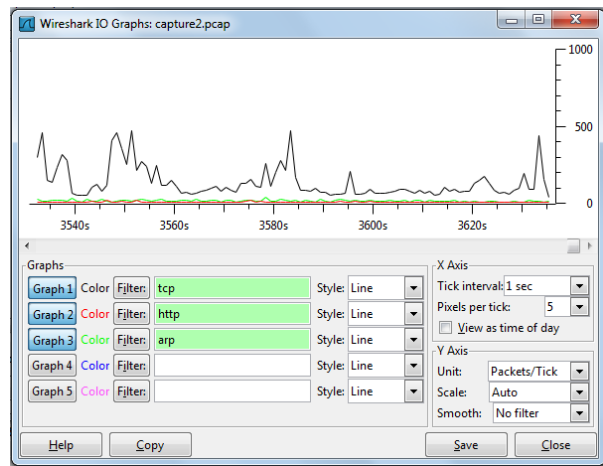 Wireshark IO Graphs: capture2.pcap
1000
500
0
3540s 3560s 3580s 3600s 3620s
Graphs
Graph 1 Color Filter: tcp Style: Line
Graph 2 Color Filter: http Style: Line
Graph 3 Color Filter: arp Style: Line
Graph 4 Color Filter: Style: Line
Graph 5 Color Filter: Style: Line
X Axis
Tick interval: 1 sec
Pixels per tick: 5
View as time of day
Y Axis
Unit: Packets/Tick
Scale: Auto
Smooth: No filter
Help Copy Save Close